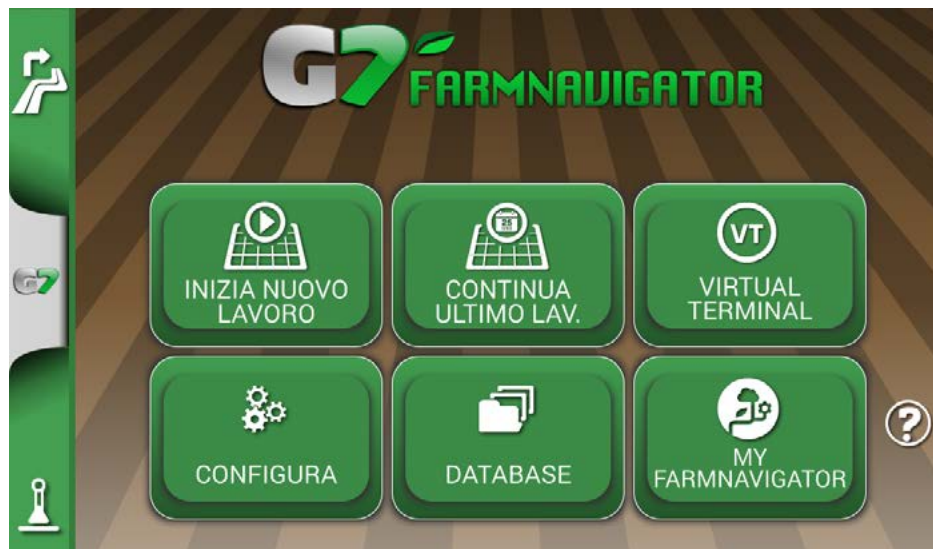 G7 FARMNAVIGATOR
G7
INIZIA NUOVO
LAVORO
CONTINUA
ULTIMO LAV.
VT
VIRTUAL
TERMINAL
CONFIGURA
DATABASE
MY
FARMNAVIGATOR
?